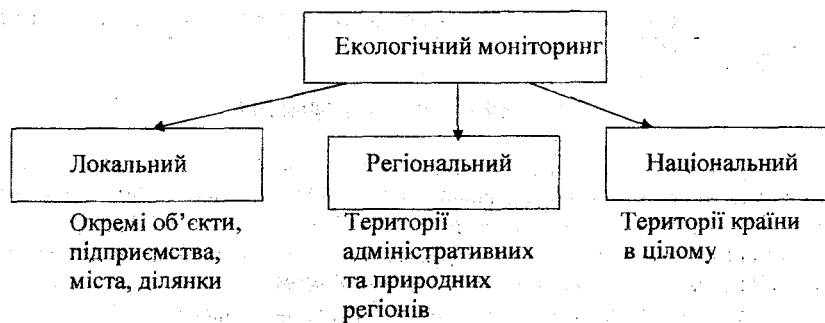 Екологічний моніторинг
Локальний
Регіональний
Національний
Окремі об’єкти,
підприємства,
міста, ділянки
Території
адміністративних
та природних
регіонів
Території країни
в цілому